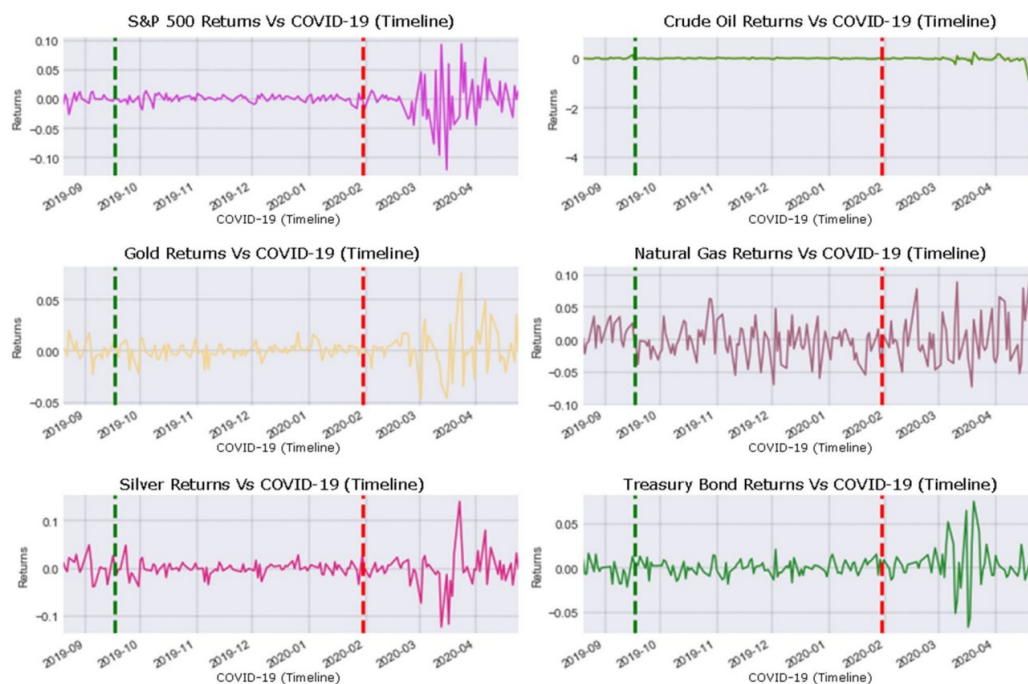 S&P 500 Returns Vs COVID-19 (Timeline)
0.10
0.05
0.00
−0.05
−0.10
Returns
2019-09 2019-10 2019-11 2019-12 2020-01 2020-02 2020-03 2020-04
COVID-19 (Timeline)
Crude Oil Returns Vs COVID-19 (Timeline)
0
−2
−4
Returns
2019-09 2019-10 2019-11 2019-12 2020-01 2020-02 2020-03 2020-04
COVID-19 (Timeline)
Gold Returns Vs COVID-19 (Timeline)
0.05
0.00
−0.05
Returns
2019-09 2019-10 2019-11 2019-12 2020-01 2020-02 2020-03 2020-04
COVID-19 (Timeline)
Natural Gas Returns Vs COVID-19 (Timeline)
0.10
0.05
0.00
−0.05
−0.10
Returns
2019-09 2019-10 2019-11 2019-12 2020-01 2020-02 2020-03 2020-04
COVID-19 (Timeline)
Silver Returns Vs COVID-19 (Timeline)
0.1
0.0
−0.1
Returns
2019-09 2019-10 2019-11 2019-12 2020-01 2020-02 2020-03 2020-04
COVID-19 (Timeline)
Treasury Bond Returns Vs COVID-19 (Timeline)
0.05
0.00
−0.05
Returns
2019-09 2019-10 2019-11 2019-12 2020-01 2020-02 2020-03 2020-04
COVID-19 (Timeline)